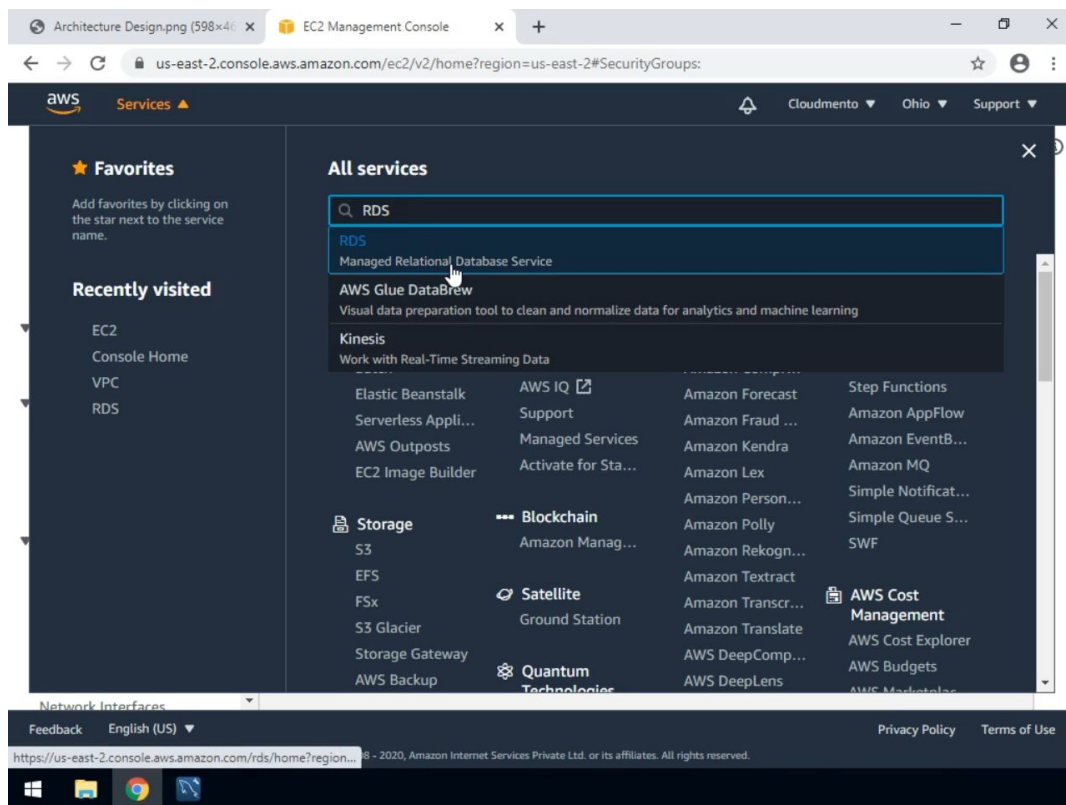 Architecture Design.png (598×46
EC2 Management Console
us-east-2.console.aws.amazon.com/ec2/v2/home?region=us-east-2#SecurityGroups:
aws
Services
Cloudmento
Ohio
Support
Favorites
Add favorites by clicking on
the star next to the service
name.
Recently visited
EC2
Console Home
VPC
RDS
All services
RDS
RDS
Managed Relational Database Service
AWS Glue DataBrew
Visual data preparation tool to clean and normalize data for analytics and machine learning
Kinesis
Work with Real-Time Streaming Data
Elastic Beanstalk
Serverless Appli...
AWS Outposts
EC2 Image Builder
Storage
S3
EFS
FSx
S3 Glacier
Storage Gateway
AWS Backup
AWS IQ
Support
Managed Services
Activate for Sta...
Blockchain
Amazon Manag...
Satellite
Ground Station
Quantum
Technologies
Amazon Forecast
Amazon Fraud ...
Amazon Kendra
Amazon Lex
Amazon Person...
Amazon Polly
Amazon Rekogn...
Amazon Textract
Amazon Transcr...
Amazon Translate
AWS DeepComp...
AWS DeepLens
Step Functions
Amazon AppFlow
Amazon EventB...
Amazon MQ
Simple Notificat...
Simple Queue S...
SWF
AWS Cost
Management
AWS Cost Explorer
AWS Budgets
AWS Marketplac...
Network Interfaces
Feedback
English (US)
Privacy Policy
Terms of Use
https://us-east-2.console.aws.amazon.com/rds/home?region...
8 - 2020, Amazon Internet Services Private Ltd. or its affiliates. All rights reserved.